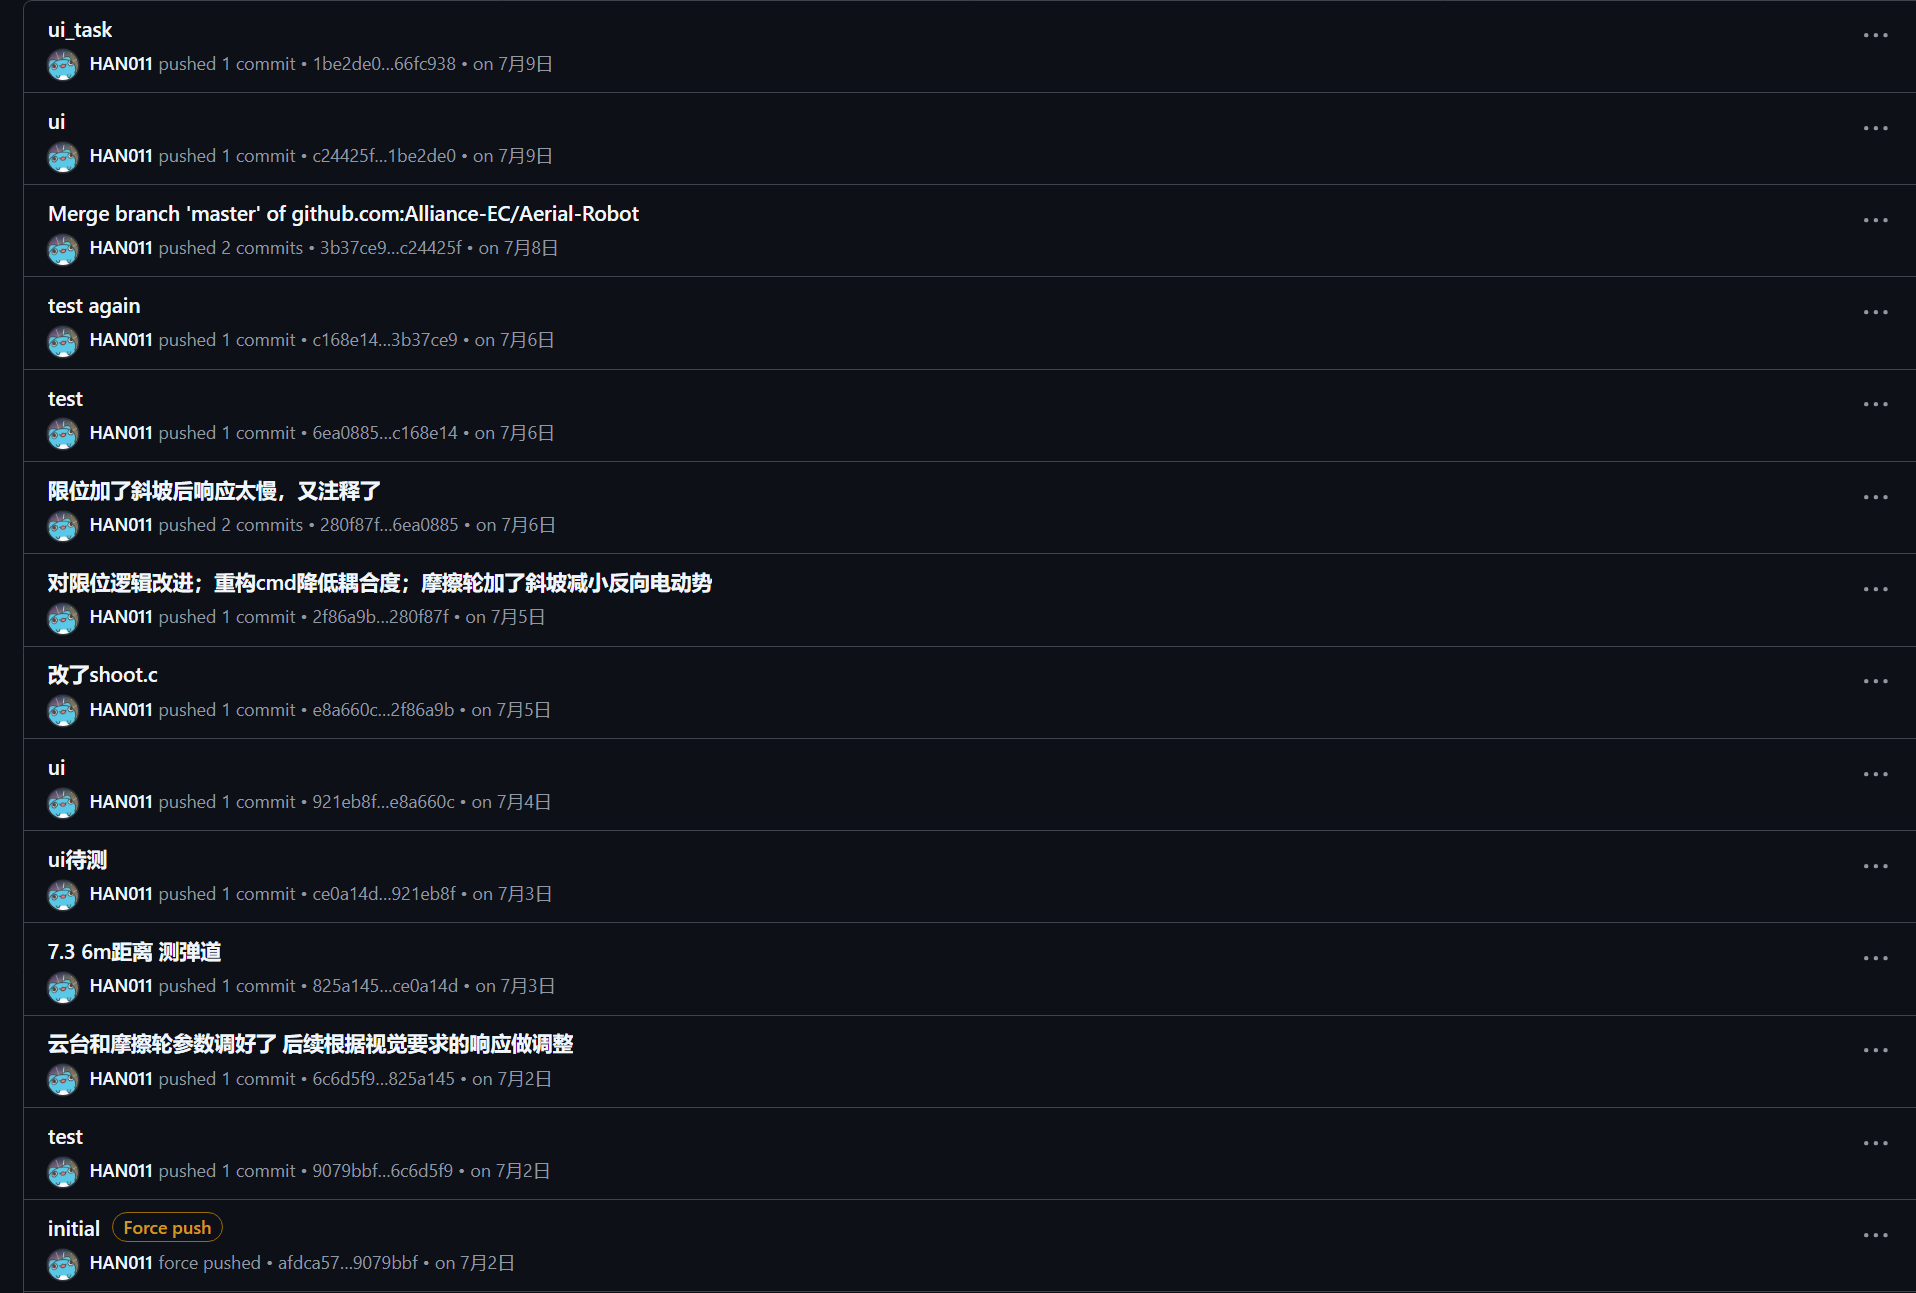 ui_task
HAN011 pushed 1 commit • 1be2de0...66fc938 • on 7月9日
ui
HAN011 pushed 1 commit • c24425f...1be2de0 • on 7月9日
Merge branch 'master' of github.com:Alliance-EC/Aerial-Robot
HAN011 pushed 2 commits • 3b37ce9...c24425f • on 7月8日
test again
HAN011 pushed 1 commit • c168e14...3b37ce9 • on 7月6日
test
HAN011 pushed 1 commit • 6ea0885...c168e14 • on 7月6日
限位加了斜坡后响应太慢，又注释了
HAN011 pushed 2 commits • 280f87f...6ea0885 • on 7月6日
对限位逻辑改进；重构cmd降低耦合度；摩擦轮加了斜坡减小反向电动势
HAN011 pushed 1 commit • 2f86a9b...280f87f • on 7月5日
改了shoot.c
HAN011 pushed 1 commit • e8a660c...2f86a9b • on 7月5日
ui
HAN011 pushed 1 commit • 921eb8f...e8a660c • on 7月4日
ui待测
HAN011 pushed 1 commit • ce0a14d...921eb8f • on 7月3日
7.3 6m距离 测弹道
HAN011 pushed 1 commit • 825a145...ce0a14d • on 7月3日
云台和摩擦轮参数调好了 后续根据视觉要求的响应做调整
HAN011 pushed 1 commit • 6c6d5f9...825a145 • on 7月2日
test
HAN011 pushed 1 commit • 9079bbf...6c6d5f9 • on 7月2日
initial Force push
HAN011 force pushed • afdca57...9079bbf • on 7月2日